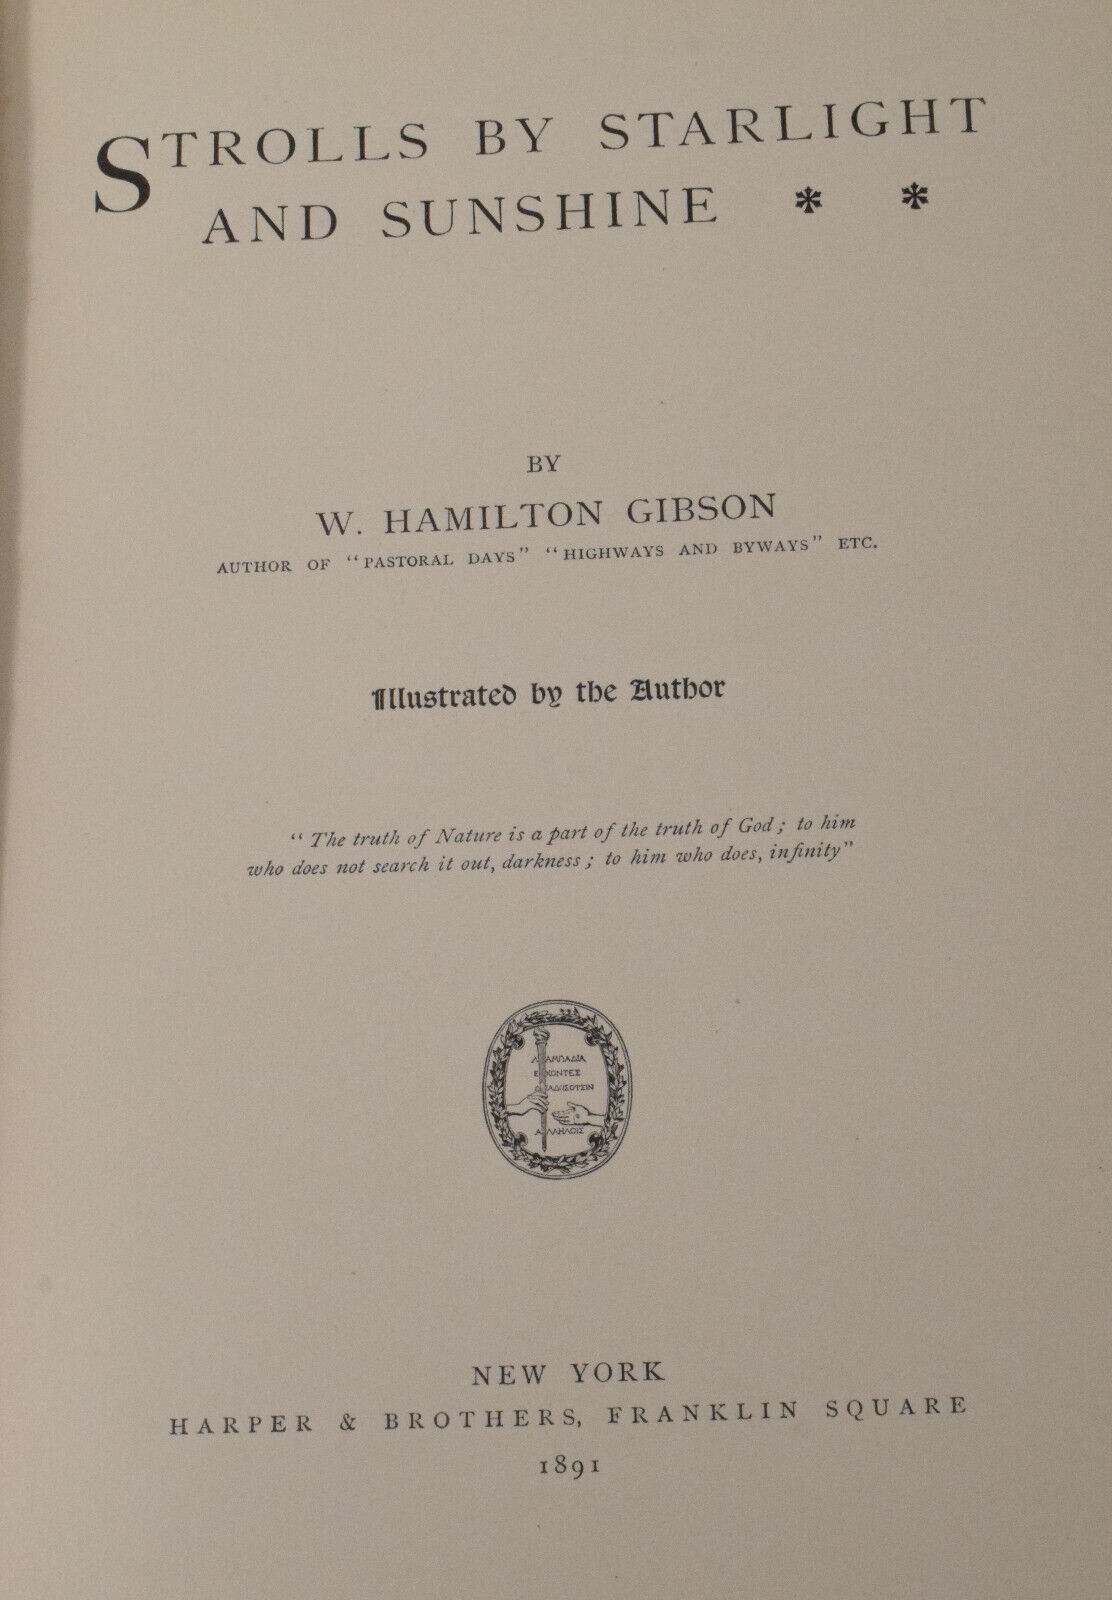 STROLLS BY STARLIGHT
AND SUNSHINE * *
BY
W. HAMILTON GIBSON
AUTHOR OF "PASTORAL DAYS" "HIGHWAYS AND BYWAYS" ETC.
Illustrated by the Author
"The truth of Nature is a part of the truth of God; to him
who does not search it out, darkness; to him who does, infinity"
NEW YORK
HARPER & BROTHERS, FRANKLIN SQUARE
1891